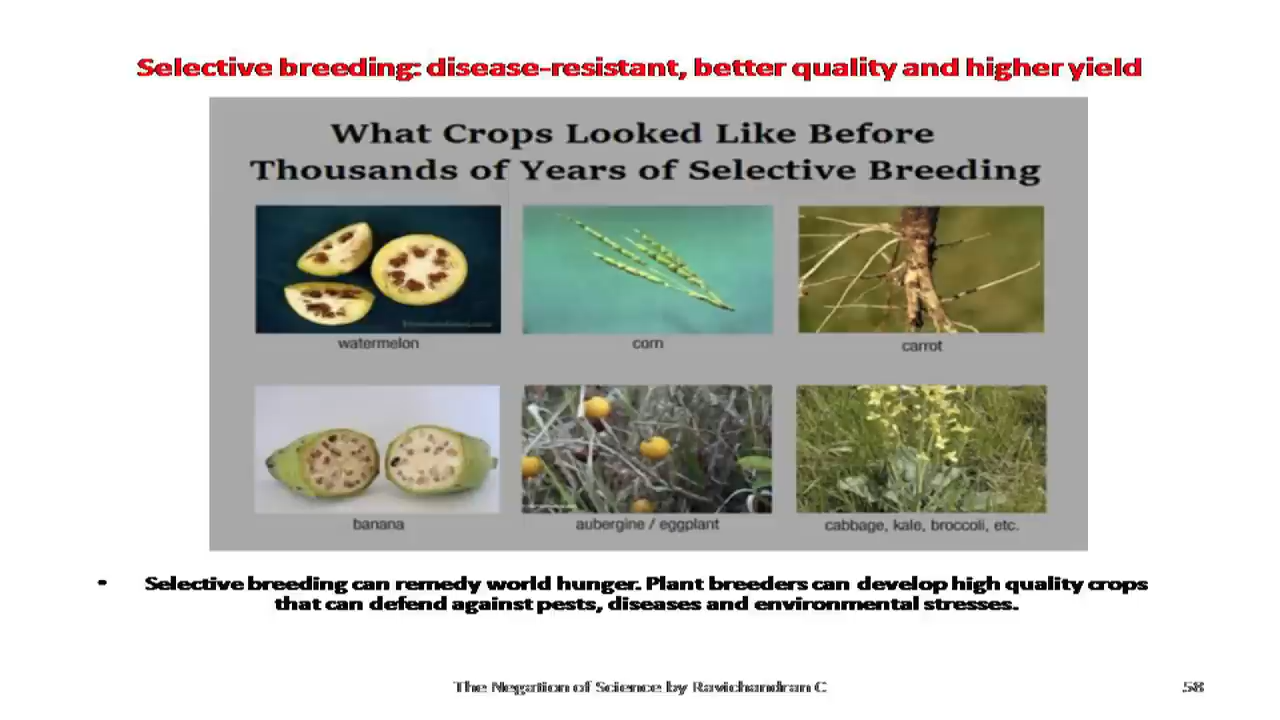 Selective breeding: disease-resistant, better quality and higher yield
What Crops Looked Like Before
Thousands of Years of Selective Breeding
watermelon corn carrot
banana aubergine / eggplant cabbage, kale, broccoli, etc.
• Selective breeding can remedy world hunger. Plant breeders can develop high quality crops
that can defend against pests, diseases and environmental stresses.
The Negation of Science by Ravichandran C 58